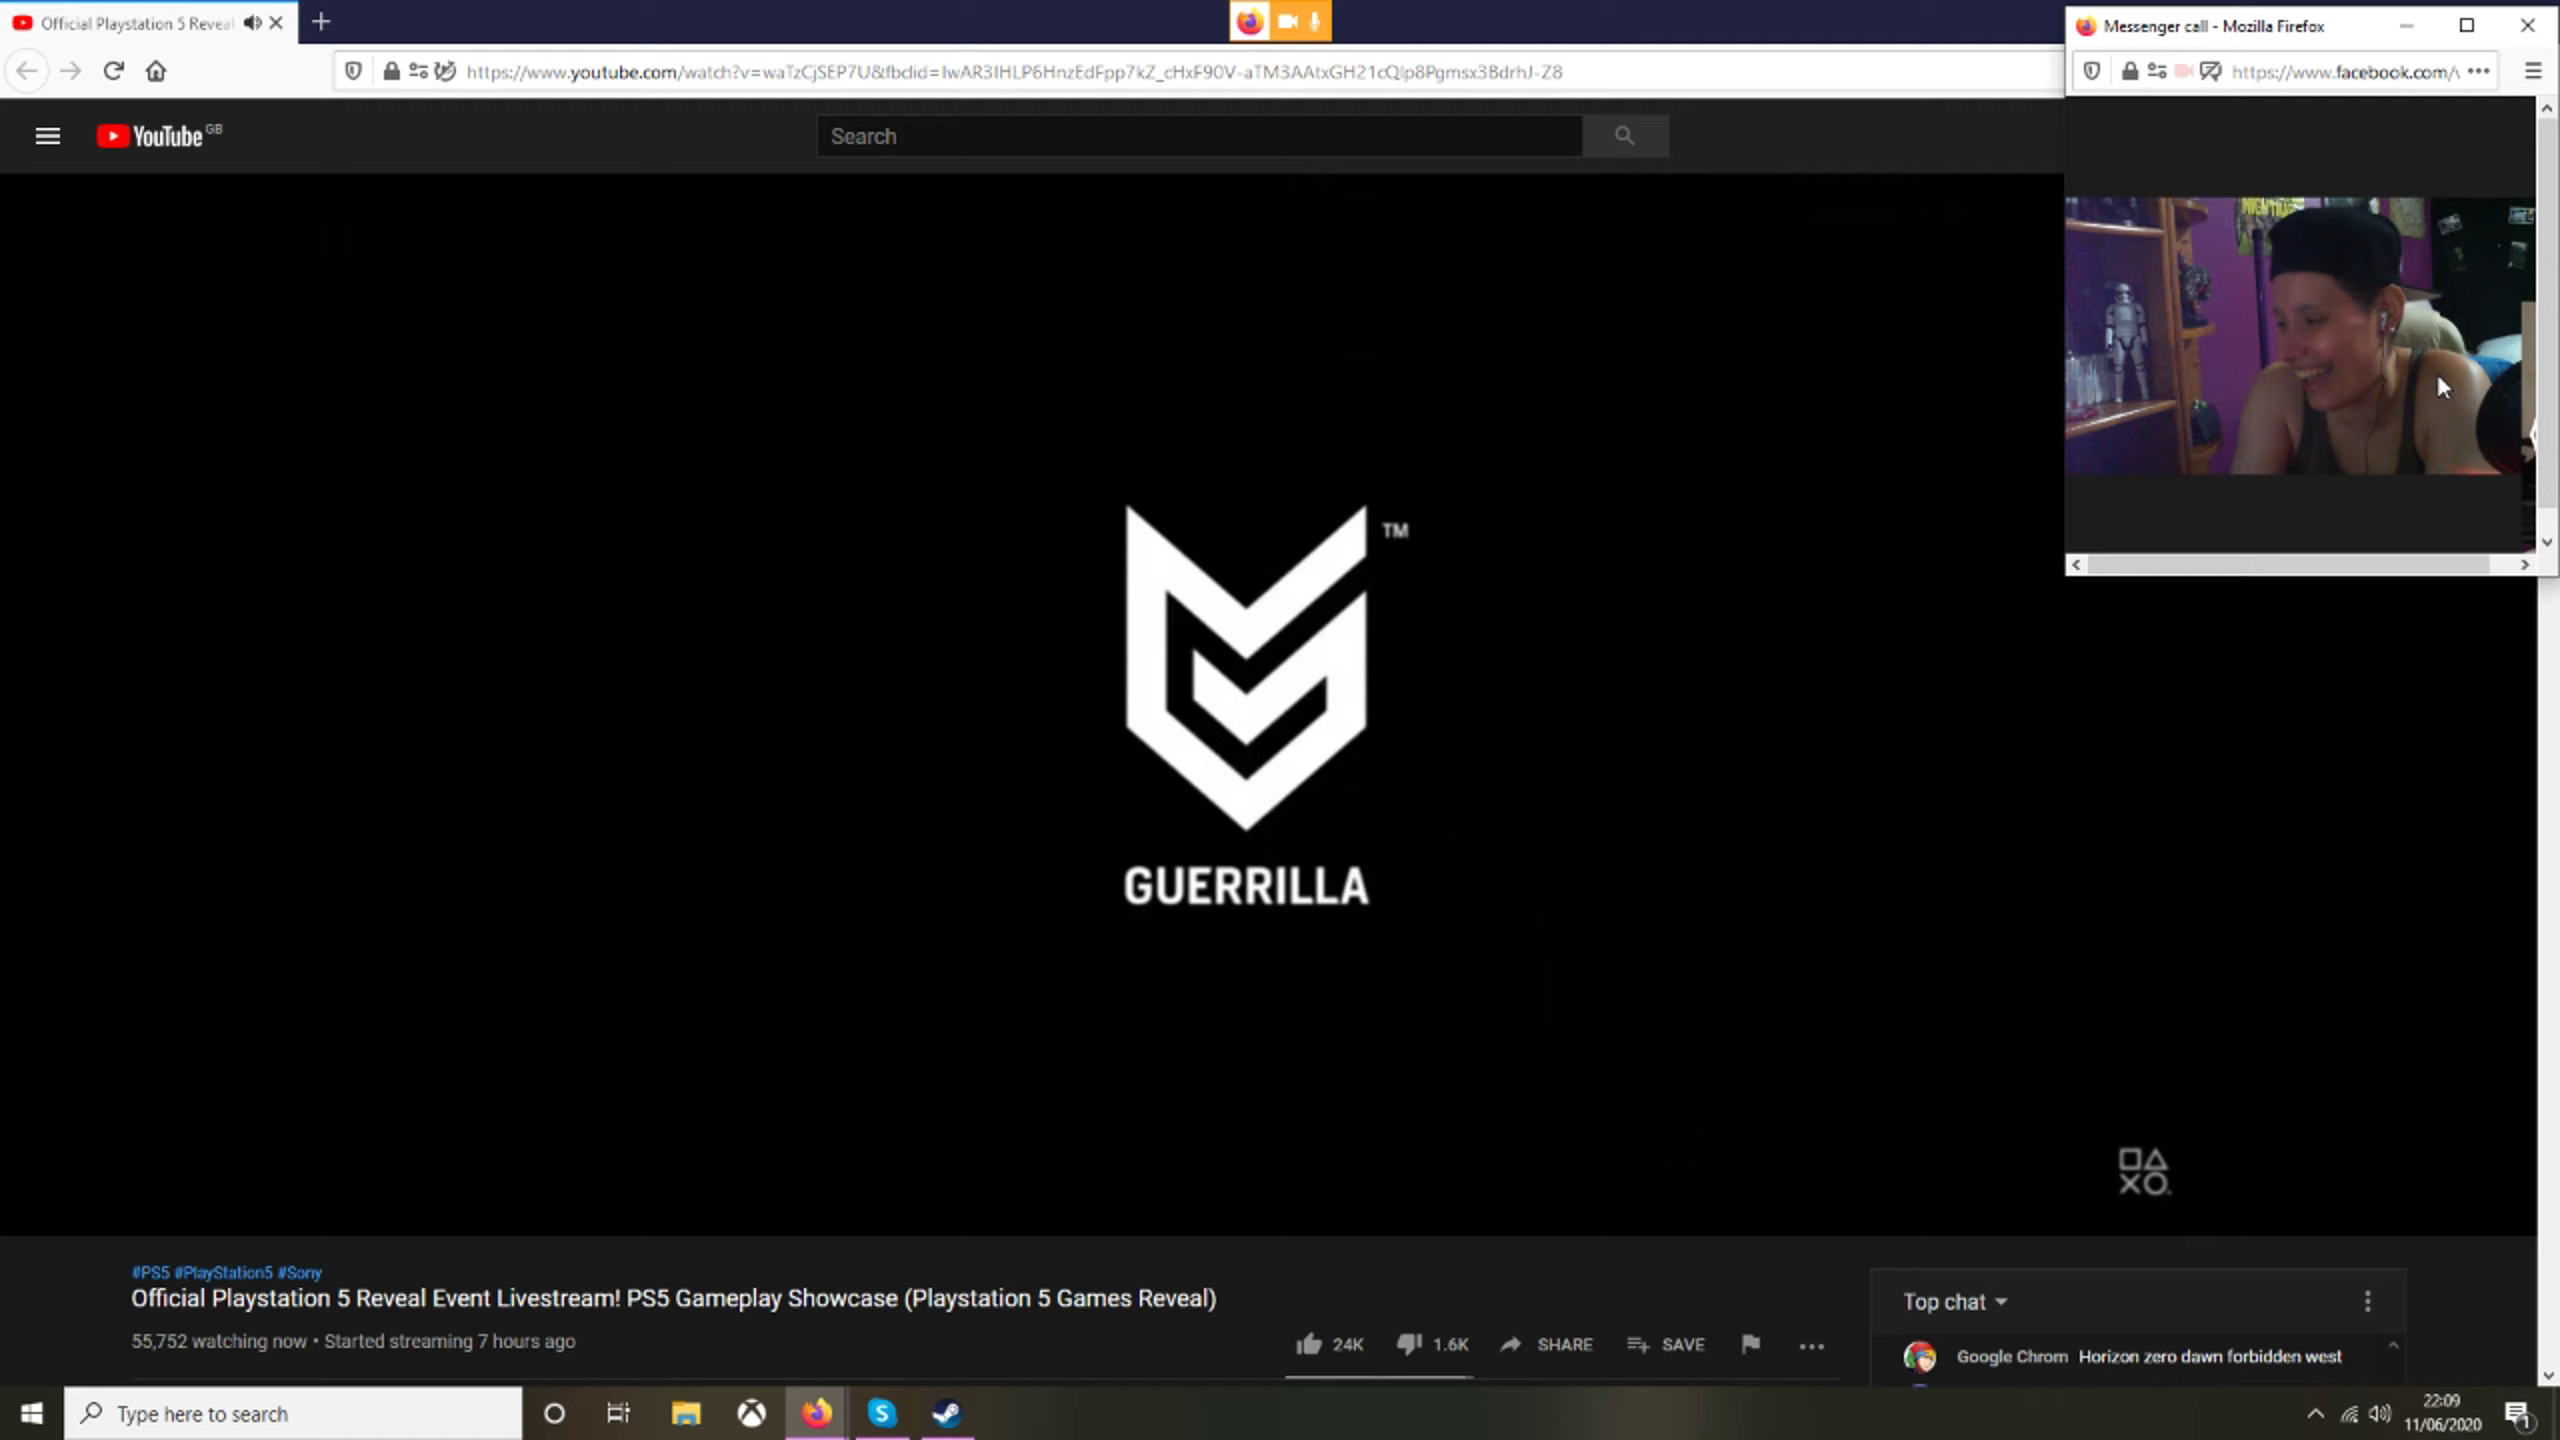 Official Playstation 5 Reveal
Messenger call - Mozilla Firefox
https://www.youtube.com/watch?v=waTzCjSEP7U&fbclid=IwAR3IHLP6HnzEdFpp7kZ_cHxF90V-aTM3AAtxGH21cQlp8Pgmsx3BdrhJ-Z8
https://www.facebook.com/
YouTube GB
Search
TM
GUERRILLA
#PS5 #PlayStation5 #Sony
Official Playstation 5 Reveal Event Livestream! PS5 Gameplay Showcase (Playstation 5 Games Reveal)
55,752 watching now • Started streaming 7 hours ago
24K
1.6K
SHARE
SAVE
Top chat
Google Chrom Horizon zero dawn forbidden west
Type here to search
22:09
11/06/2020
1